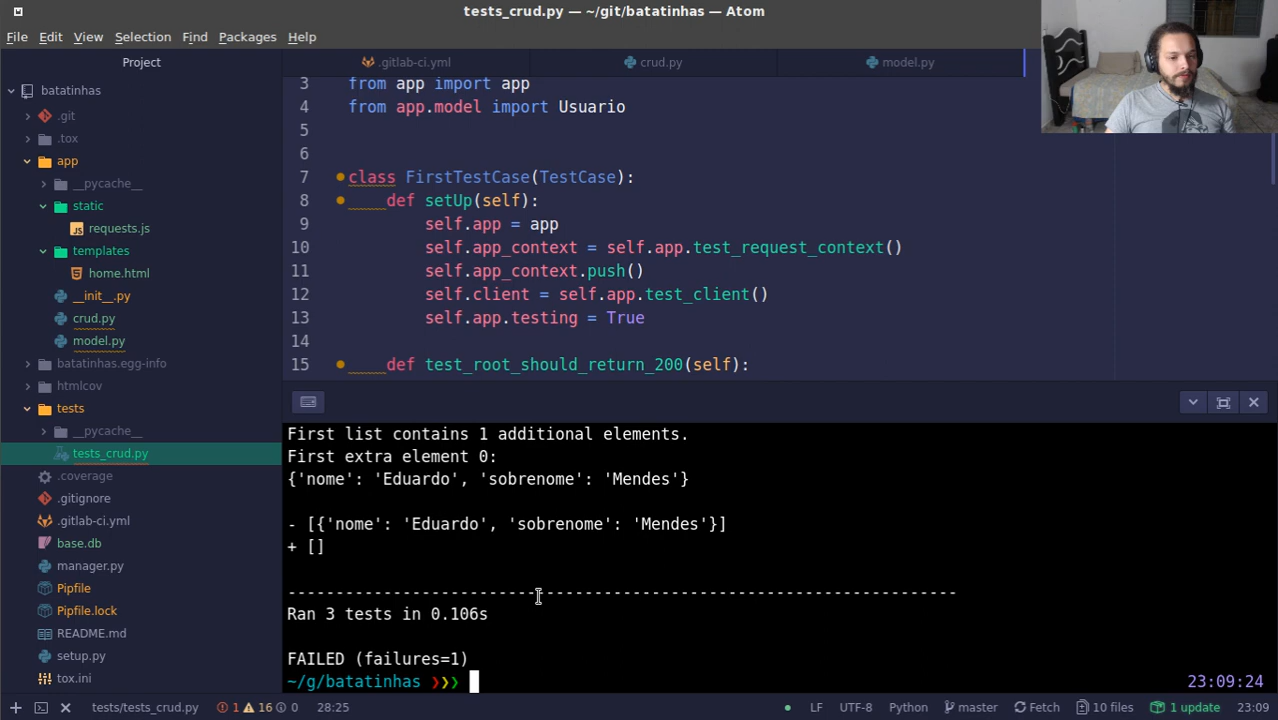 tests_crud.py — ~/git/batatinhas — Atom
File Edit View Selection Find Packages Help
Project
batatinhas
.git
.tox
app
__pycache__
static
requests.js
templates
home.html
__init__.py
crud.py
model.py
batatinhas.egg-info
htmlcov
tests
__pycache__
tests_crud.py
.coverage
.gitignore
.gitlab-ci.yml
base.db
manager.py
Pipfile
Pipfile.lock
README.md
setup.py
tox.ini
.gitlab-ci.yml crud.py model.py
3 from app import app
4 from app.model import Usuario
5
6
7 class FirstTestCase(TestCase):
8 def setUp(self):
9 self.app = app
10 self.app_context = self.app.test_request_context()
11 self.app_context.push()
12 self.client = self.app.test_client()
13 self.app.testing = True
14
15 def test_root_should_return_200(self):
First list contains 1 additional elements.
First extra element 0:
{'nome': 'Eduardo', 'sobrenome': 'Mendes'}
- [{'nome': 'Eduardo', 'sobrenome': 'Mendes'}]
+ []
----------------------------------------------------------------------
Ran 3 tests in 0.106s
FAILED (failures=1)
~/g/batatinhas ❯❯❯ 23:09:24
tests/tests_crud.py 1 16 0 28:25 LF UTF-8 Python master Fetch 10 files 1 update 23:09